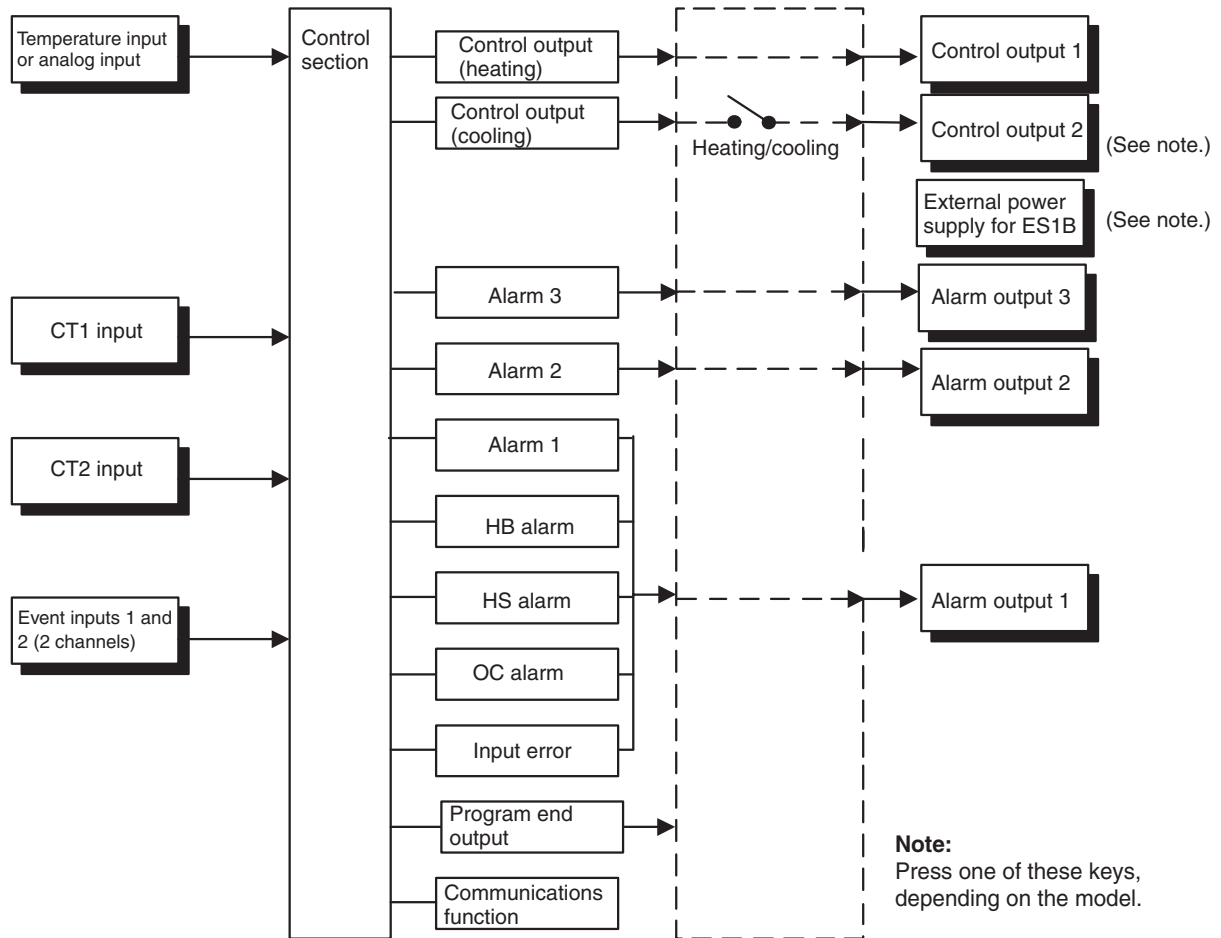 Temperature input
or analog input
Control
section
Control output
(heating)
Control output 1
Control output
(cooling)
Heating/cooling
Control output 2
(See note.)
External power
supply for ES1B
(See note.)
Alarm 3
Alarm output 3
CT1 input
Alarm 2
Alarm output 2
Alarm 1
CT2 input
HB alarm
Event inputs 1 and
2 (2 channels)
HS alarm
Alarm output 1
OC alarm
Input error
Program end
output
Communications
function
Note:
Press one of these keys,
depending on the model.